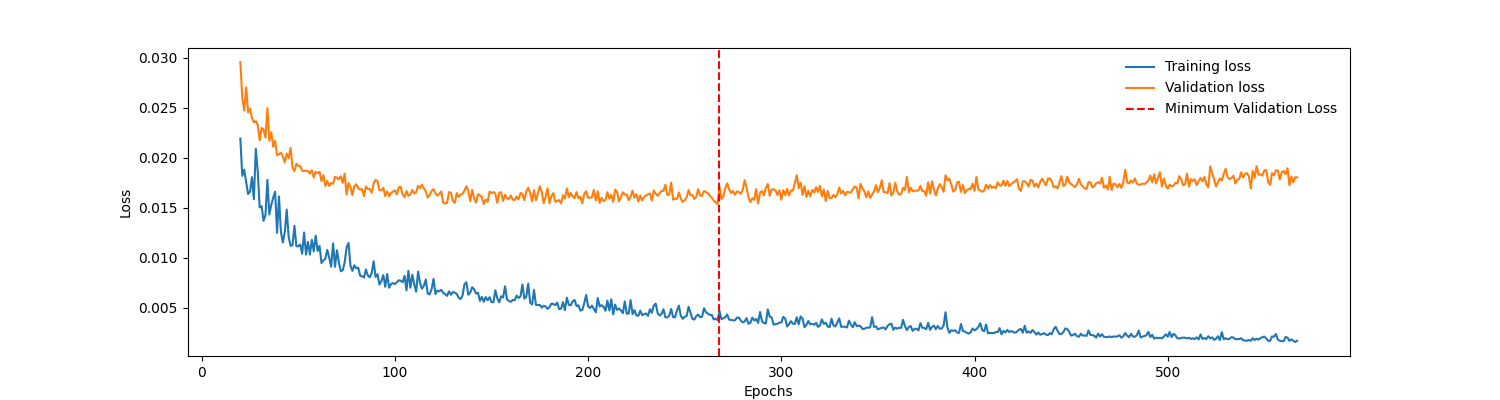 0.030
0.025
0.020
0.015
0.010
0.005
Loss
0 100 200 300 400 500
Epochs
Training loss
Validation loss
Minimum Validation Loss